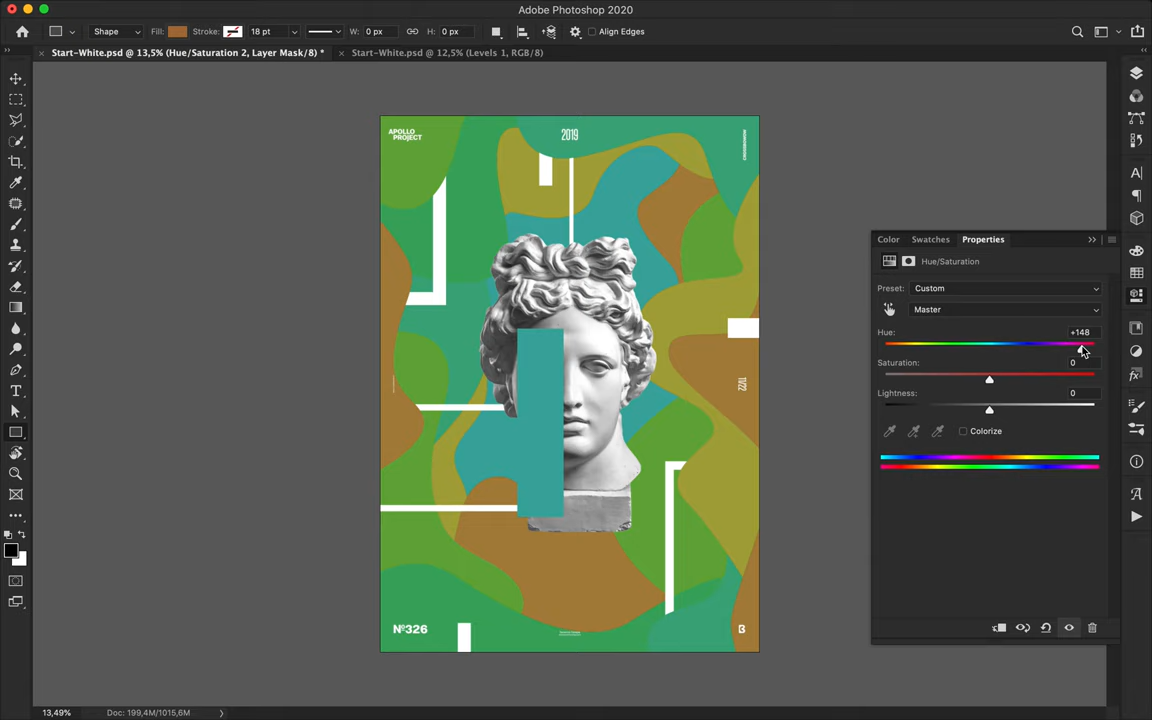 Adobe Photoshop 2020
Shape
Fill:
Stroke:
18 pt
W: 0 px
H: 0 px
Align Edges
Start-White.psd @ 13,5% (Hue/Saturation 2, Layer Mask/8) *
Start-White.psd @ 12,5% (Levels 1, RGB/8)
APOLLO
PROJECT
2019
11/22
Nº326
Color
Swatches
Properties
Hue/Saturation
Preset:
Custom
Master
Hue:
+148
Saturation:
0
Lightness:
0
Colorize
13,49%
Doc: 199,4M/1015,6M